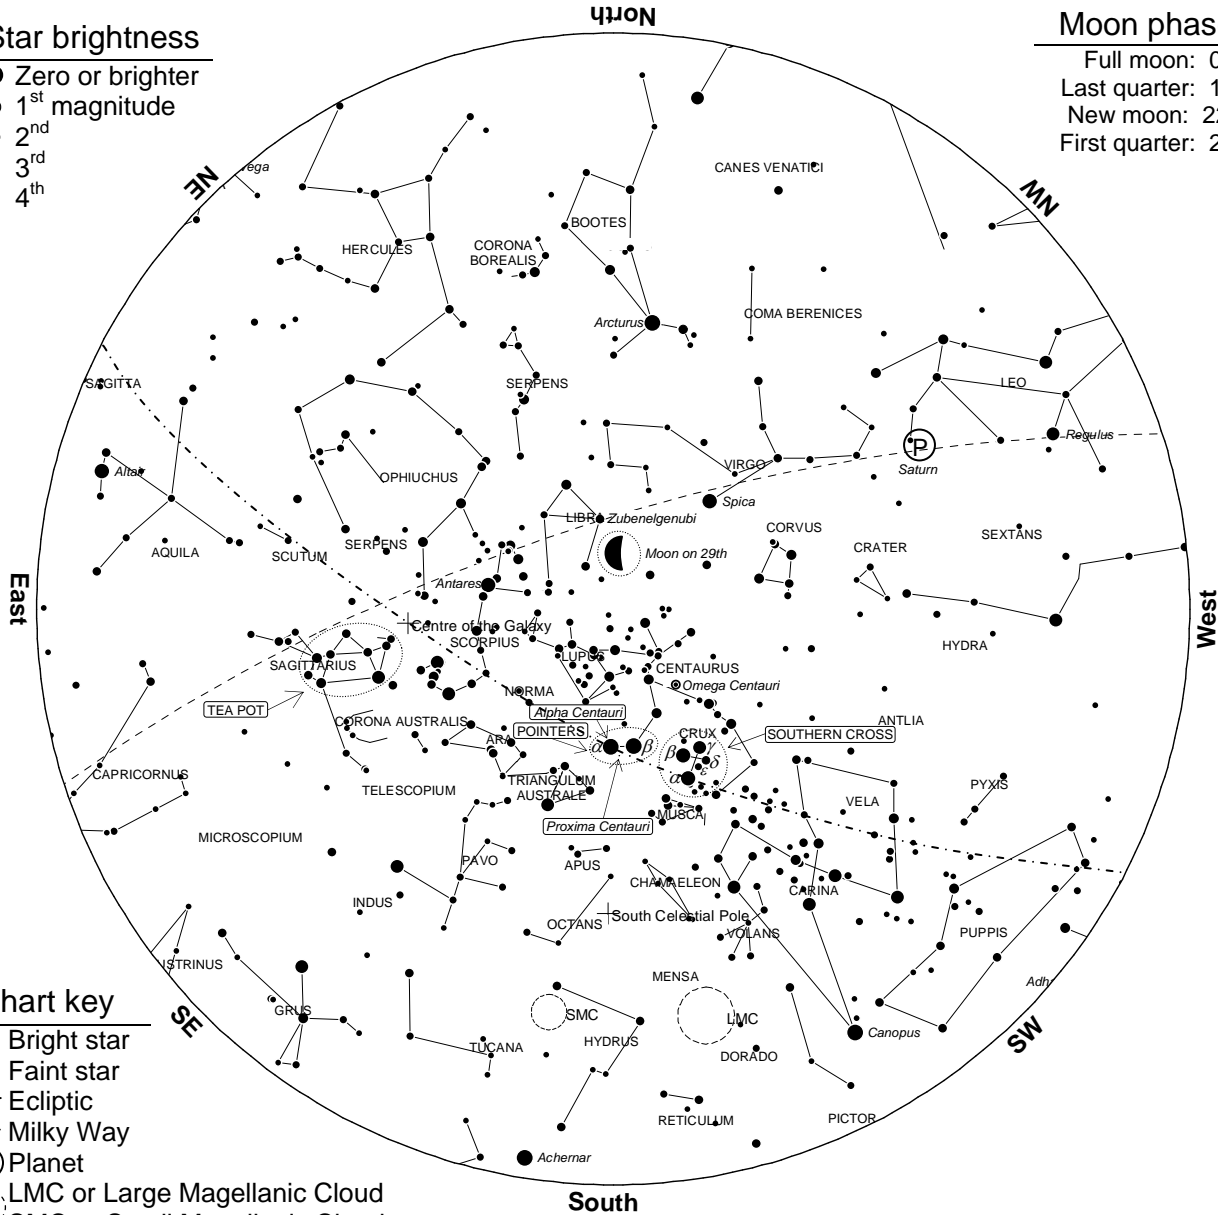 North
Star brightness
Zero or brighter
1st magnitude
2nd
3rd
4th
Moon phas
Full moon: 0
Last quarter: 1
New moon: 22
First quarter: 2
NE
ega
NW
CANES VENATICI
BOOTES
HERCULES
CORONA
BOREALIS
Arcturus
COMA BERENICES
SAGITTA
SERPENS
LEO
Regulus
P
Saturn
Altair
OPHIUCHUS
VIRGO
Spica
LIBRA
Zubenelgenubi
CORVUS
SEXTANS
AQUILA
SCUTUM
SERPENS
Moon on 29th
CRATER
Antares
East
West
Centre of the Galaxy
SCORPIUS
HYDRA
SAGITTARIUS
LUPUS
CENTAURUS
Omega Centauri
TEA POT
NORMA
Alpha Centauri
CORONA AUSTRALIS
POINTERS
ARA
α
β
CRUX
β
γ
δ
ε
α
SOUTHERN CROSS
ANTLIA
CAPRICORNUS
TELESCOPIUM
TRIANGULUM
AUSTRALE
PYXIS
VELA
MUSCA
Proxima Centauri
MICROSCOPIUM
PAVO
APUS
CHAMAELEON
CARINA
INDUS
OCTANS
South Celestial Pole
VOLANS
PUPPIS
ISTRINUS
MENSA
Adh
SE
GRUS
SMC
LMC
Canopus
SW
TUCANA
HYDRUS
DORADO
RETICULUM
PICTOR
Achernar
South
hart key
Bright star
Faint star
Ecliptic
Milky Way
Planet
LMC or Large Magellanic Cloud